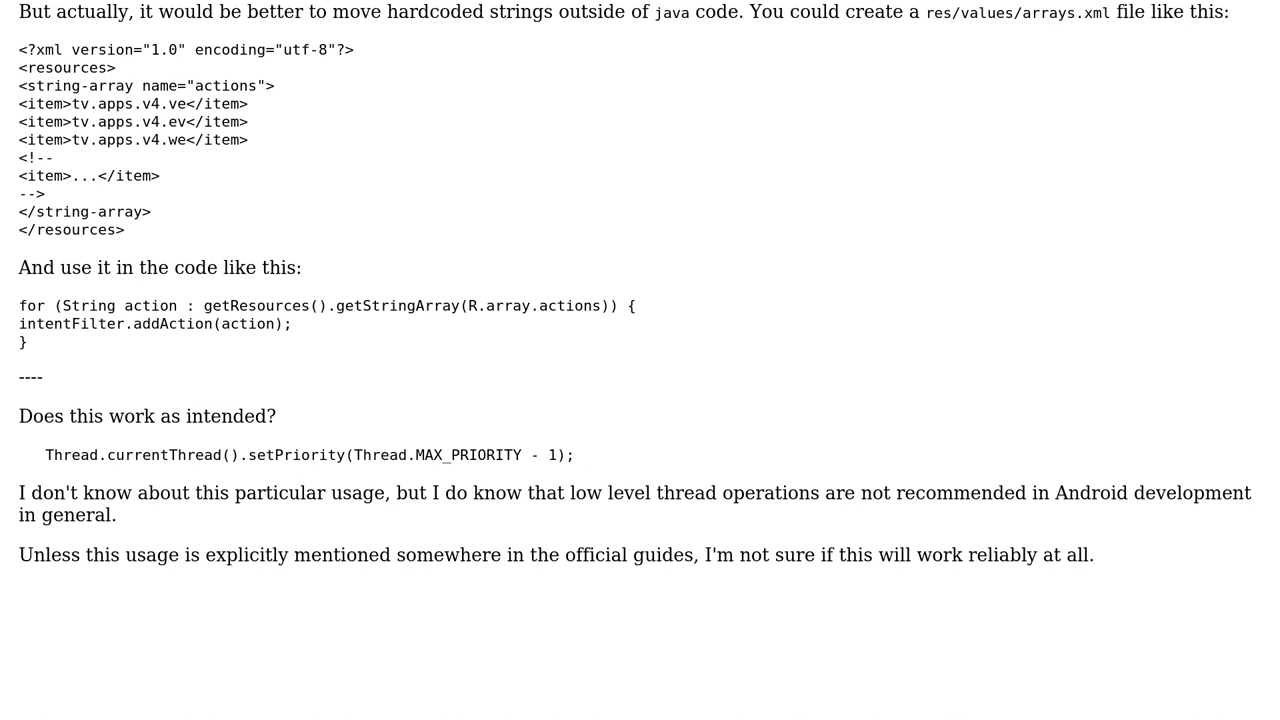 But actually, it would be better to move hardcoded strings outside of java code. You could create a res/values/arrays.xml file like this:
<?xml version="1.0" encoding="utf-8"?>
<resources>
<string-array name="actions">
<item>tv.apps.v4.ve</item>
<item>tv.apps.v4.ev</item>
<item>tv.apps.v4.we</item>
<!--
<item>...</item>
-->
</string-array>
</resources>
And use it in the code like this:
for (String action : getResources().getStringArray(R.array.actions)) {
intentFilter.addAction(action);
}
----
Does this work as intended?
Thread.currentThread().setPriority(Thread.MAX_PRIORITY - 1);
I don't know about this particular usage, but I do know that low level thread operations are not recommended in Android development
in general.
Unless this usage is explicitly mentioned somewhere in the official guides, I'm not sure if this will work reliably at all.